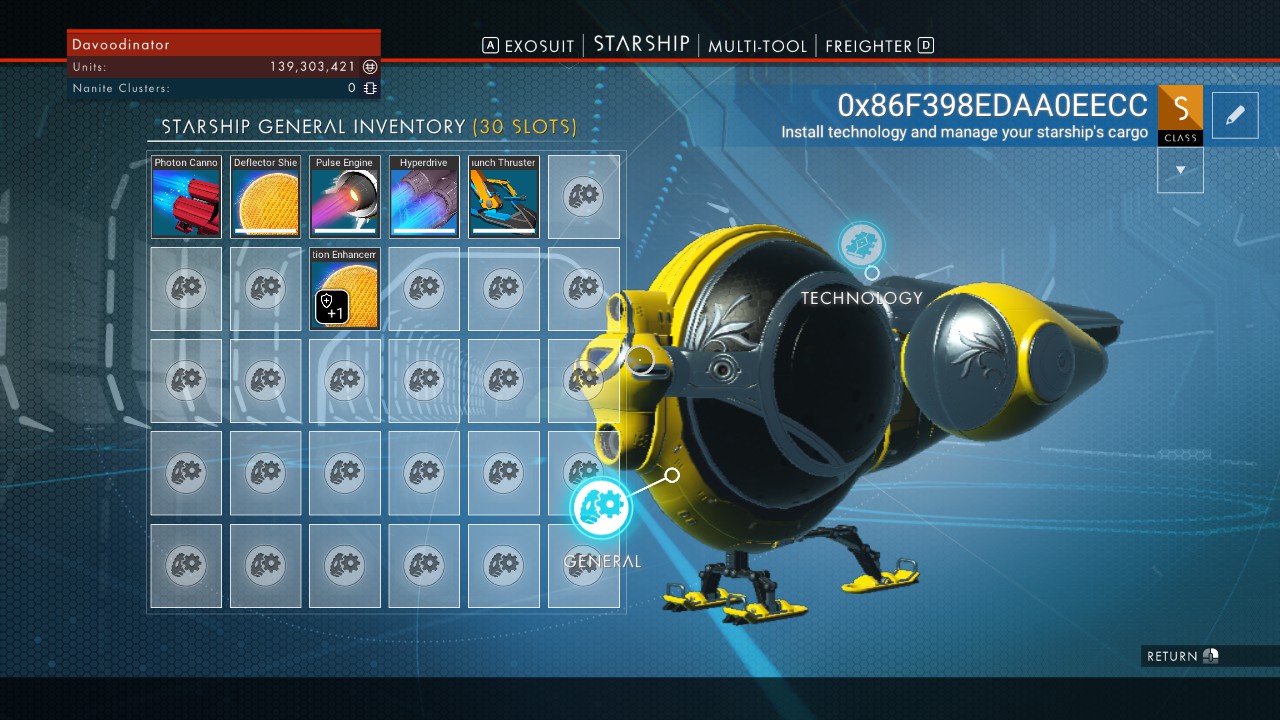 Davoodinator
Units: 139,303,421
Nanite Clusters: 0
A EXOSUIT STARSHIP MULTI-TOOL FREIGHTER D
0x86F398EDAA0EECC
Install technology and manage your starship's cargo
S
CLASS
STARSHIP GENERAL INVENTORY (30 SLOTS)
Photon Canno Deflector Shie Pulse Engine Hyperdrive unch Thruster
tion Enhancem
+1
TECHNOLOGY
GENERAL
RETURN